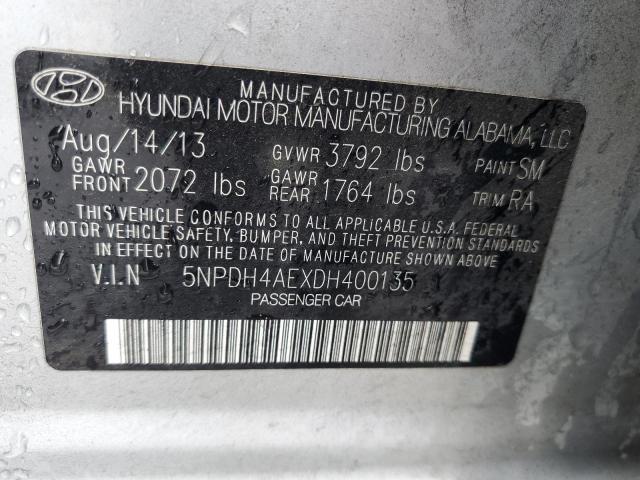 MANUFACTURED BY
HYUNDAI MOTOR MANUFACTURING ALABAMA, LLC
Aug/14/13 GVWR 3792 lbs PAINT SM
GAWR FRONT 2072 lbs GAWR REAR 1764 lbs TRIM RA
THIS VEHICLE CONFORMS TO ALL APPLICABLE U.S.A. FEDERAL
MOTOR VEHICLE SAFETY, BUMPER, AND THEFT PREVENTION STANDARDS
IN EFFECT ON THE DATE OF MANUFACTURE SHOWN ABOVE.
V.I.N 5NPDH4AEXDH400135
PASSENGER CAR